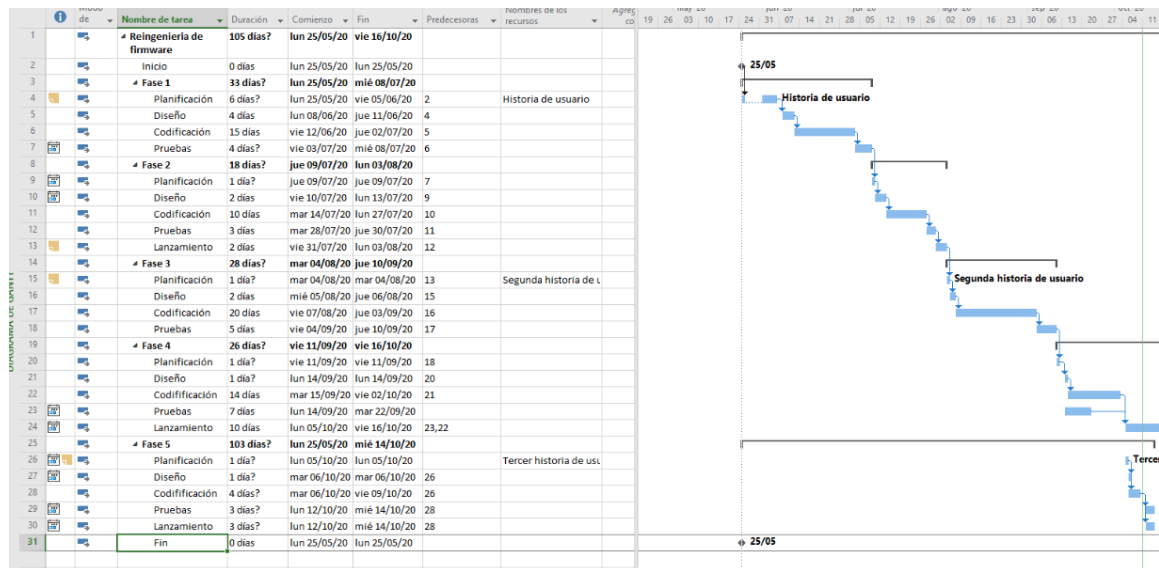 Modo de
Nombre de tarea
Duración
Comienzo
Fin
Predecesoras
Nombres de los recursos
19 26 03 10 17 24 31 07 14 21 28 05 12 19 26 02 09 16 23 30 06 13 20 27 04 11
1 Reingenieria de firmware 105 días? lun 25/05/20 vie 16/10/20
2 Inicio 0 días lun 25/05/20 lun 25/05/20 25/05
3 Fase 1 33 días? lun 25/05/20 mié 08/07/20
4 Planificación 6 días? lun 25/05/20 vie 05/06/20 2 Historia de usuario Historia de usuario
5 Diseño 4 días lun 08/06/20 jue 11/06/20 4
6 Codificación 15 días vie 12/06/20 jue 02/07/20 5
7 Pruebas 4 días? vie 03/07/20 mié 08/07/20 6
8 Fase 2 18 días? jue 09/07/20 lun 03/08/20
9 Planificación 1 día? jue 09/07/20 jue 09/07/20 7
10 Diseño 2 días vie 10/07/20 lun 13/07/20 9
11 Codificación 10 días mar 14/07/20 lun 27/07/20 10
12 Pruebas 3 días mar 28/07/20 jue 30/07/20 11
13 Lanzamiento 2 días vie 31/07/20 lun 03/08/20 12
14 Fase 3 28 días? mar 04/08/20 jue 10/09/20
15 Planificación 1 día? mar 04/08/20 mar 04/08/20 13 Segunda historia de u Segunda historia de usuario
16 Diseño 2 días mié 05/08/20 jue 06/08/20 15
17 Codificación 20 días vie 07/08/20 jue 03/09/20 16
18 Pruebas 5 días vie 04/09/20 jue 10/09/20 17
19 Fase 4 26 días? vie 11/09/20 vie 16/10/20
20 Planificación 1 día? vie 11/09/20 vie 11/09/20 18
21 Diseño 1 día? lun 14/09/20 lun 14/09/20 20
22 Codifificación 14 días mar 15/09/20 vie 02/10/20 21
23 Pruebas 7 días lun 14/09/20 mar 22/09/20
24 Lanzamiento 10 días lun 05/10/20 vie 16/10/20 23,22
25 Fase 5 103 días? lun 25/05/20 mié 14/10/20
26 Planificación 1 día? lun 05/10/20 lun 05/10/20 Tercer historia de usu Tercer
27 Diseño 1 día? mar 06/10/20 mar 06/10/20 26
28 Codifificación 4 días? mar 06/10/20 vie 09/10/20 26
29 Pruebas 3 días? lun 12/10/20 mié 14/10/20 28
30 Lanzamiento 3 días? lun 12/10/20 mié 14/10/20 28
31 Fin 0 días lun 25/05/20 lun 25/05/20 25/05
DIAGRAMA DE GANTT